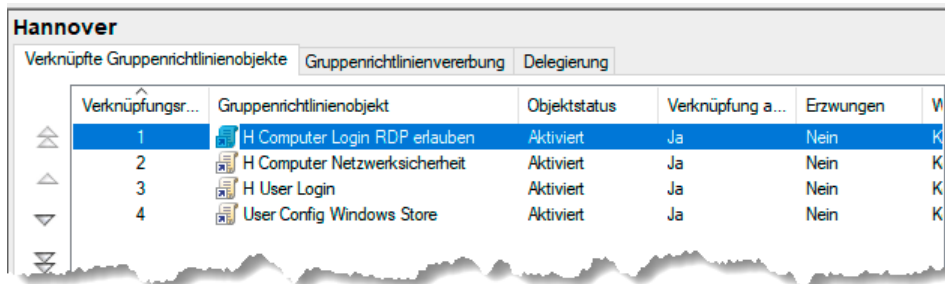 Hannover
Verknüpfte Gruppenrichtlinienobjekte Gruppenrichtlinienvererbung Delegierung
Verknüpfungsr... Gruppenrichtlinienobjekt Objektstatus Verknüpfung a... Erzwungen W
1 H Computer Login RDP erlauben Aktiviert Ja Nein K
2 H Computer Netzwerksicherheit Aktiviert Ja Nein K
3 H User Login Aktiviert Ja Nein K
4 User Config Windows Store Aktiviert Ja Nein K